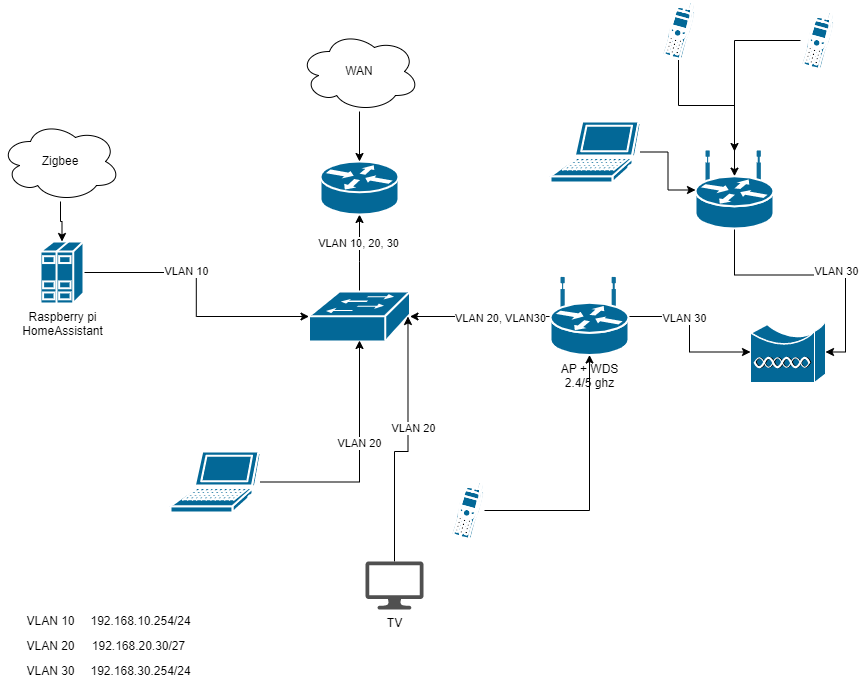 WAN
Zigbee
VLAN 10, 20, 30
VLAN 10
VLAN 30
Raspberry pi
HomeAssistant
VLAN 20, VLAN30
VLAN 30
AP + WDS
2.4/5 ghz
VLAN 20
VLAN 20
TV
VLAN 10 192.168.10.254/24
VLAN 20 192.168.20.30/27
VLAN 30 192.168.30.254/24